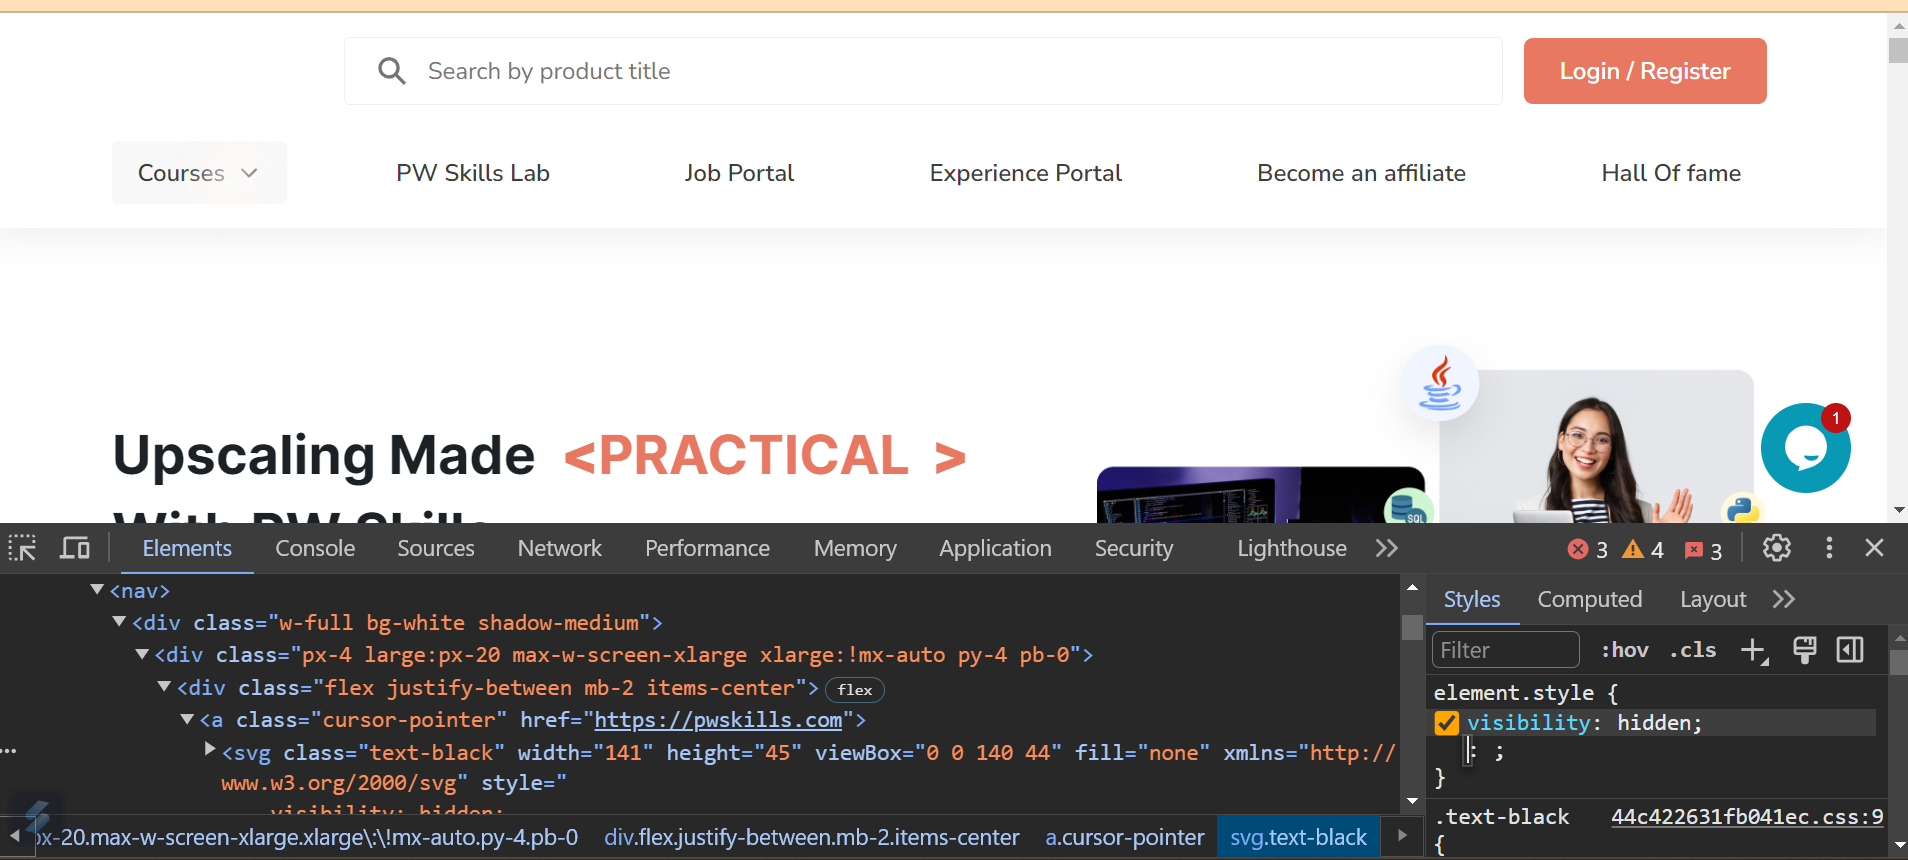 Search by product title
Login / Register
Courses
PW Skills Lab
Job Portal
Experience Portal
Become an affiliate
Hall Of fame
Upscaling Made <PRACTICAL >
With PW Skills
SQL
1
Elements
Console
Sources
Network
Performance
Memory
Application
Security
Lighthouse
3
4
3
<nav>
<div class="w-full bg-white shadow-medium">
<div class="px-4 large:px-20 max-w-screen-xlarge xlarge:!mx-auto py-4 pb-0">
<div class="flex justify-between mb-2 items-center"> flex
<a class="cursor-pointer" href="https://pwskills.com">
<svg class="text-black" width="141" height="45" viewBox="0 0 140 44" fill="none" xmlns="http://
www.w3.org/2000/svg" style="
visibility: hidden;
px-20.max-w-screen-xlarge.xlarge\:\!mx-auto.py-4.pb-0
div.flex.justify-between.mb-2.items-center
a.cursor-pointer
svg.text-black
Styles
Computed
Layout
Filter
:hov
.cls
element.style {
visibility: hidden;
: ;
}
.text-black 44c422631fb041ec.css:9
{